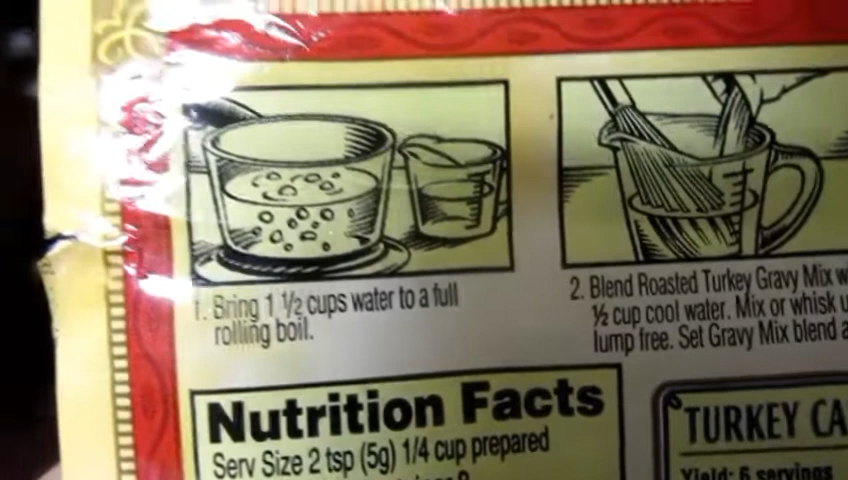 1. Bring 1 ½ cups water to a full
rolling boil.
2. Blend Roasted Turkey Gravy Mix
½ cup cool water. Mix or whisk
lump free. Set Gravy Mix blend
Nutrition Facts
Serv Size 2 tsp (5g) 1/4 cup prepared
TURKEY
Yield: 6 servings